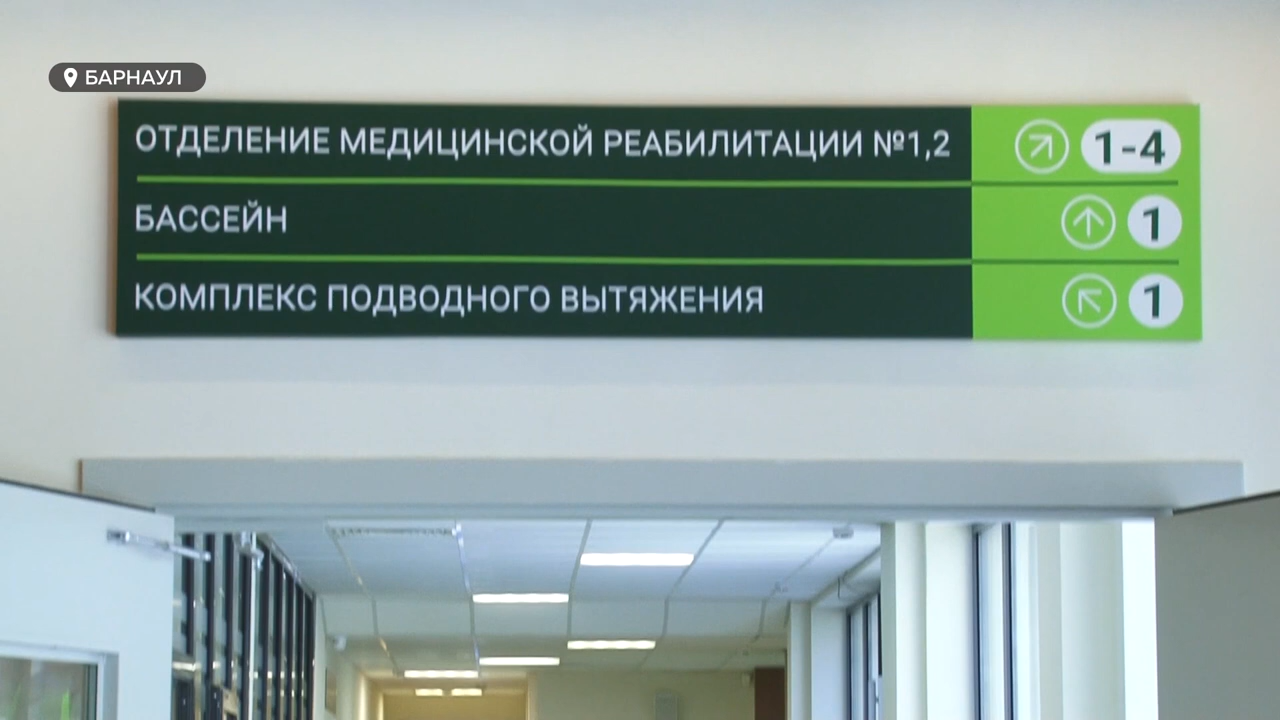 БАРНАУЛ
ОТДЕЛЕНИЕ МЕДИЦИНСКОЙ РЕАБИЛИТАЦИИ №1,2 1-4
БАССЕЙН 1
КОМПЛЕКС ПОДВОДНОГО ВЫТЯЖЕНИЯ 1